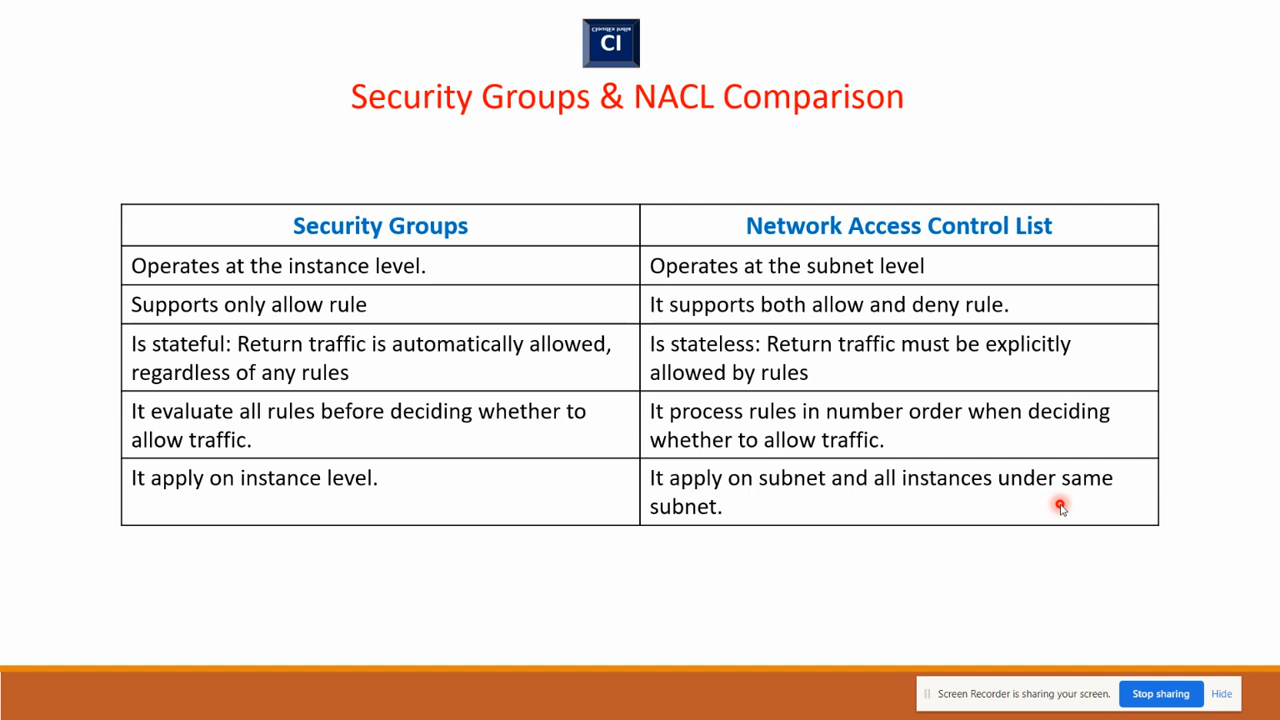 CloudEx India
CI
Security Groups & NACL Comparison
Security Groups
Network Access Control List
Operates at the instance level.
Operates at the subnet level
Supports only allow rule
It supports both allow and deny rule.
Is stateful: Return traffic is automatically allowed,
regardless of any rules
Is stateless: Return traffic must be explicitly
allowed by rules
It evaluate all rules before deciding whether to
allow traffic.
It process rules in number order when deciding
whether to allow traffic.
It apply on instance level.
It apply on subnet and all instances under same
subnet.
Screen Recorder is sharing your screen.
Stop sharing
Hide